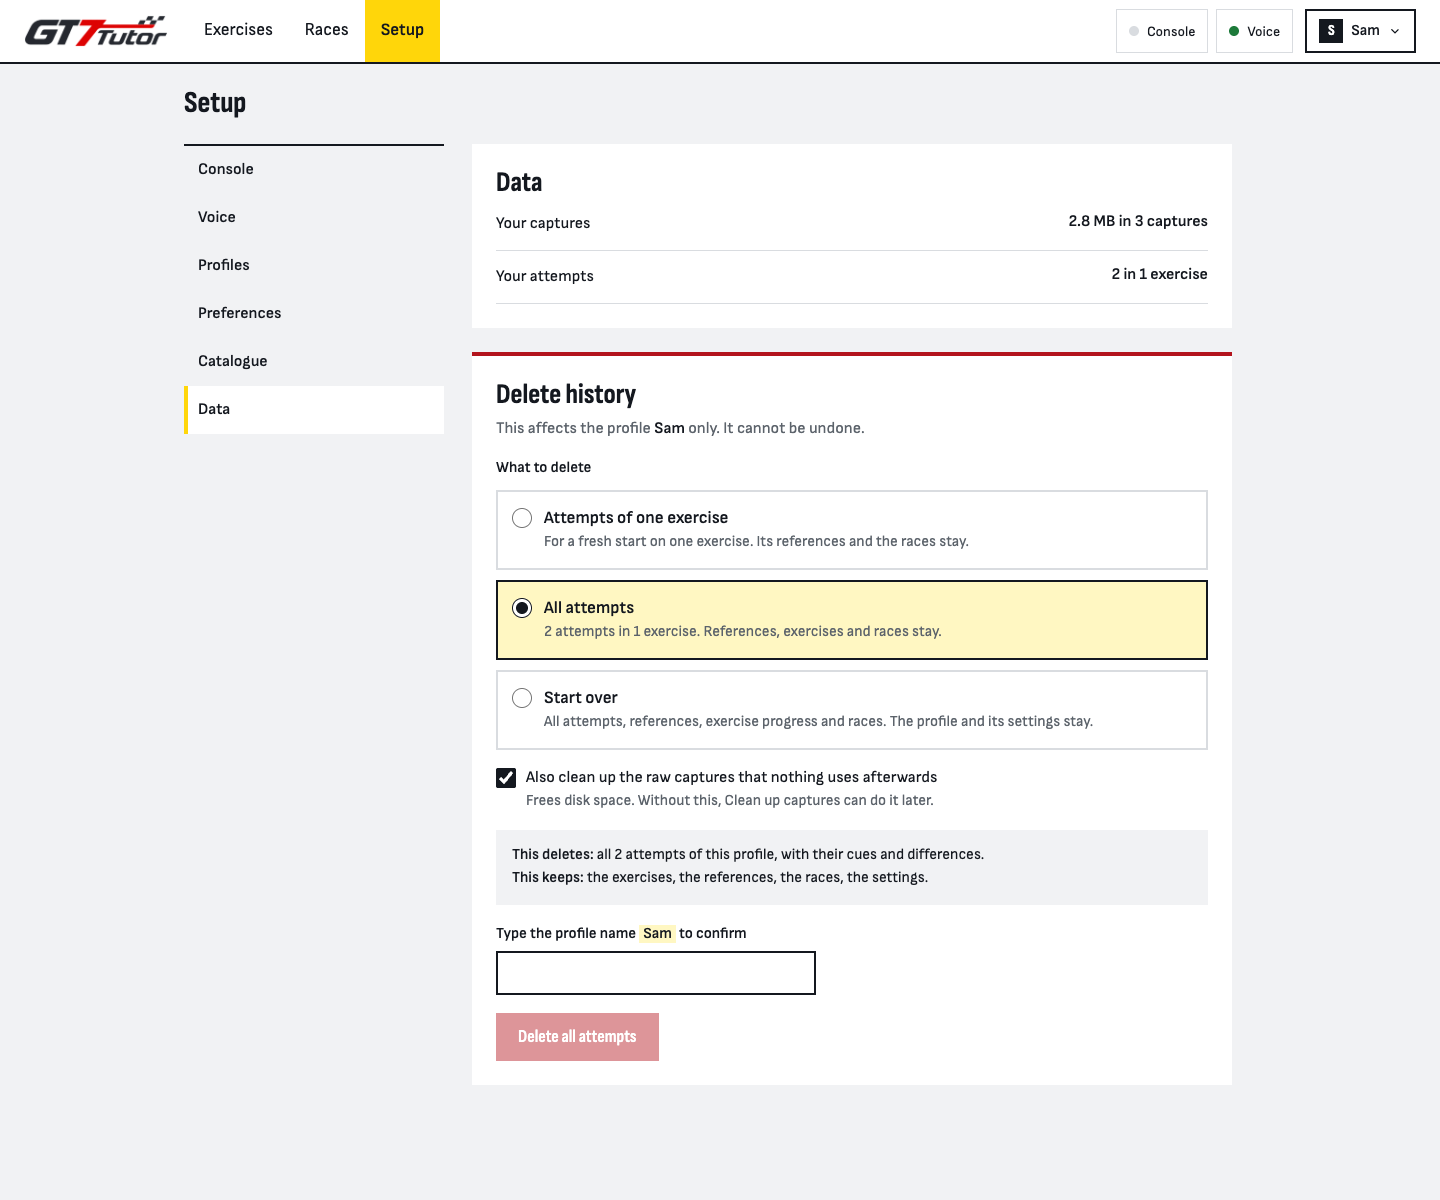 GT7Tutor
Exercises
Races
Setup
Console
Voice
S
Sam
Setup
Console
Voice
Profiles
Preferences
Catalogue
Data
Data
Your captures
2.8 MB in 3 captures
Your attempts
2 in 1 exercise
Delete history
This affects the profile Sam only. It cannot be undone.
What to delete
Attempts of one exercise
For a fresh start on one exercise. Its references and the races stay.
All attempts
2 attempts in 1 exercise. References, exercises and races stay.
Start over
All attempts, references, exercise progress and races. The profile and its settings stay.
Also clean up the raw captures that nothing uses afterwards
Frees disk space. Without this, Clean up captures can do it later.
This deletes: all 2 attempts of this profile, with their cues and differences.
This keeps: the exercises, the references, the races, the settings.
Type the profile name Sam to confirm
Delete all attempts